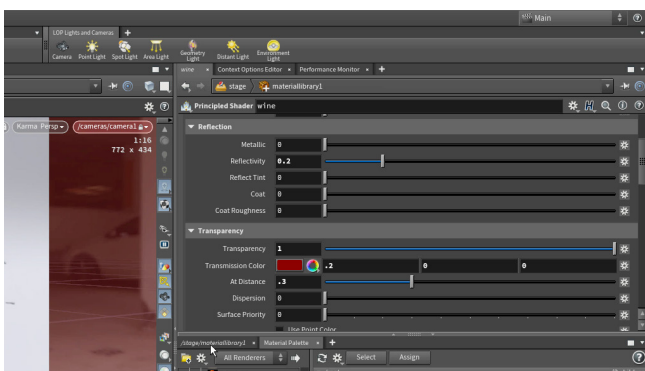 Main
LOP Lights and Cameras
Camera Point Light Spot Light Area Light Geometry Light Distant Light Environment Light
wine Context Options Editor Performance Monitor
stage materiallibrary1
Principled Shader wine
Karma Persp /cameras/camera1
1:16
772 x 434
Reflection
Metallic 0
Reflectivity 0.2
Reflect Tint 0
Coat 0
Coat Roughness 0
Transparency
Transparency 1
Transmission Color .2 0 0
At Distance .3
Dispersion 0
Surface Priority 0
Use Point Color
/stage/materiallibrary1 Material Palette
All Renderers Select Assign